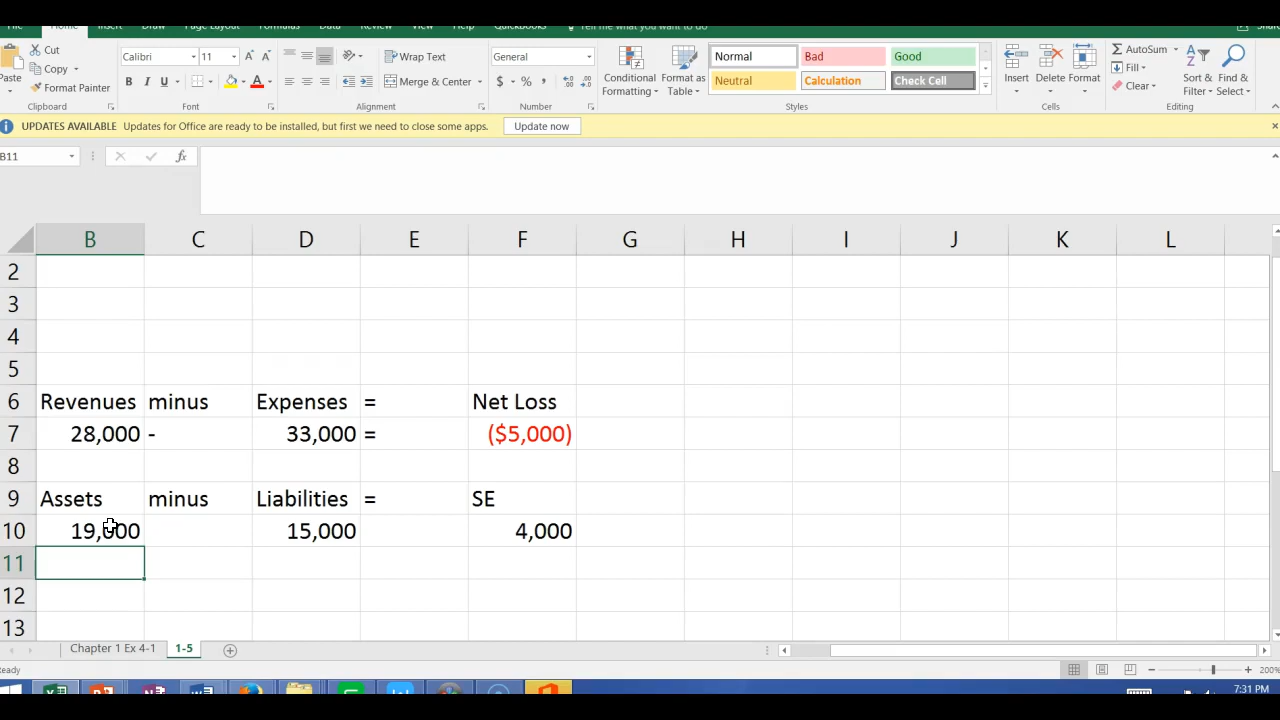 File Home Insert Draw Page Layout Formulas Data Review View Help QuickBooks Tell me what you want to do
Cut
Copy
Format Painter
Paste
Clipboard
Calibri 11
B I U
Font
Wrap Text
Merge & Center
Alignment
General
$ % ,
Number
Conditional Formatting
Format as Table
Normal Bad Good
Neutral Calculation Check Cell
Styles
Insert Delete Format
Cells
AutoSum
Fill
Clear
Sort & Filter
Find & Select
Editing
UPDATES AVAILABLE Updates for Office are ready to be installed, but first we need to close some apps. Update now
B11 fx
B C D E F G H I J K L
2
3
4
5
6 Revenues minus Expenses = Net Loss
7 28,000 - 33,000 = ($5,000)
8
9 Assets minus Liabilities = SE
10 19,000 15,000 4,000
11
12
13
Chapter 1 Ex 4-1 1-5
Ready 200%
7:31 PM